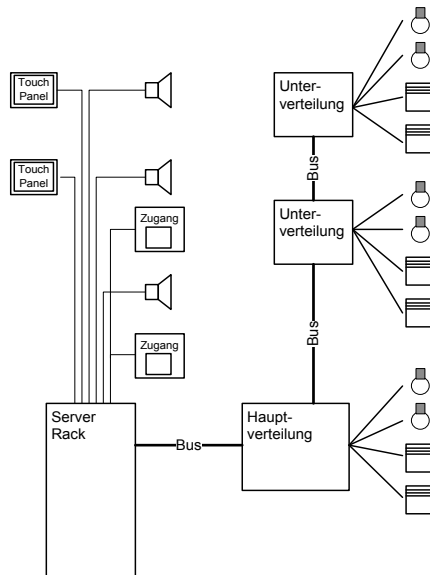 Touch
Panel
Unter-
verteilung
Bus
Touch
Panel
Zugang
Unter-
verteilung
Bus
Zugang
Server
Rack
Bus
Haupt-
verteilung